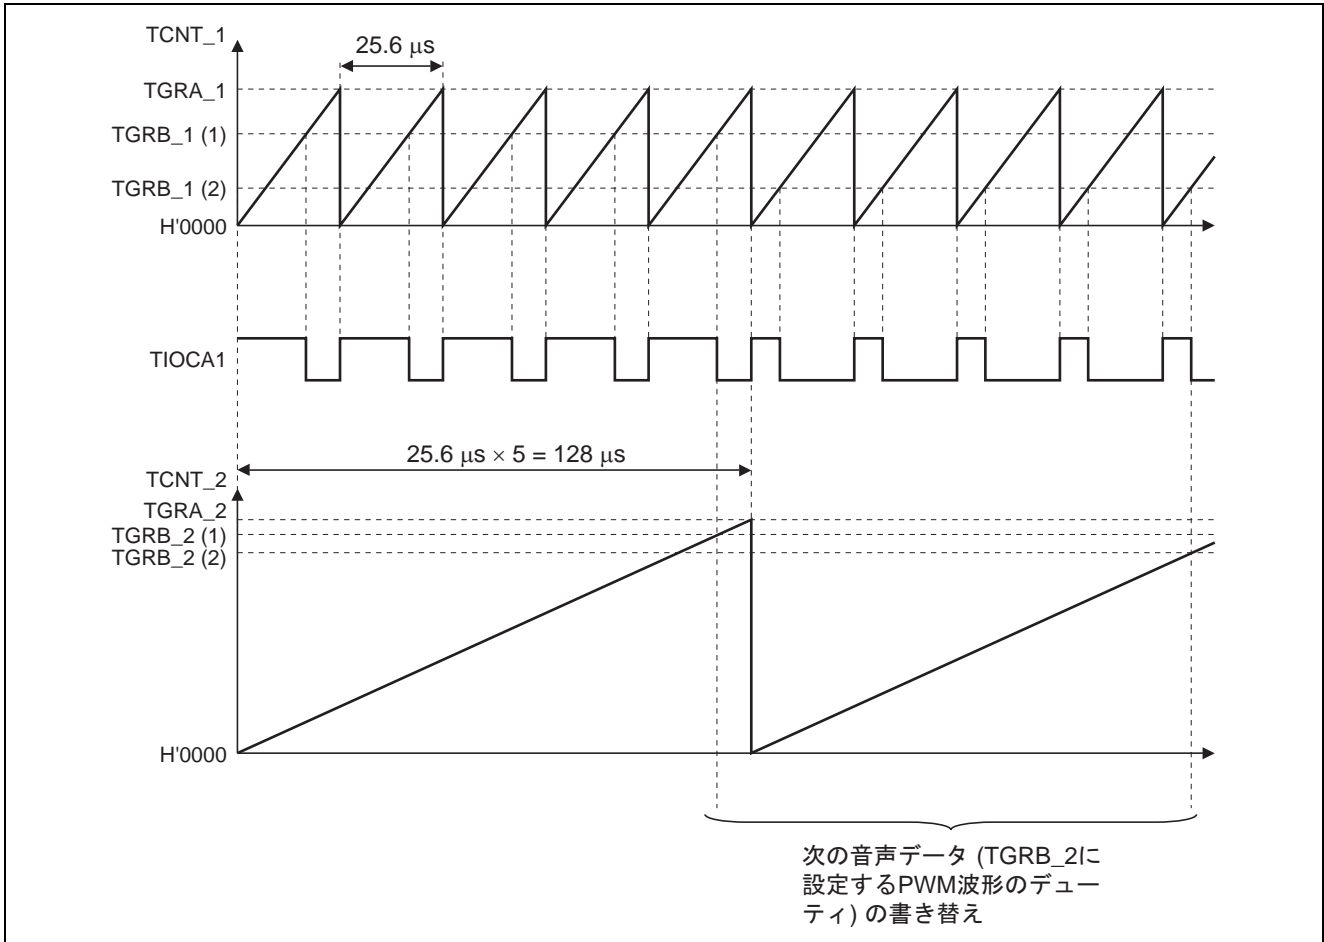 TCNT_1
25.6 μs
TGRA_1
TGRB_1 (1)
TGRB_1 (2)
H'0000
TIOCA1
25.6 μs × 5 = 128 μs
TCNT_2
TGRA_2
TGRB_2 (1)
TGRB_2 (2)
H'0000
次の音声データ (TGRB_2に
設定するPWM波形のデュー
ティ) の書き替え